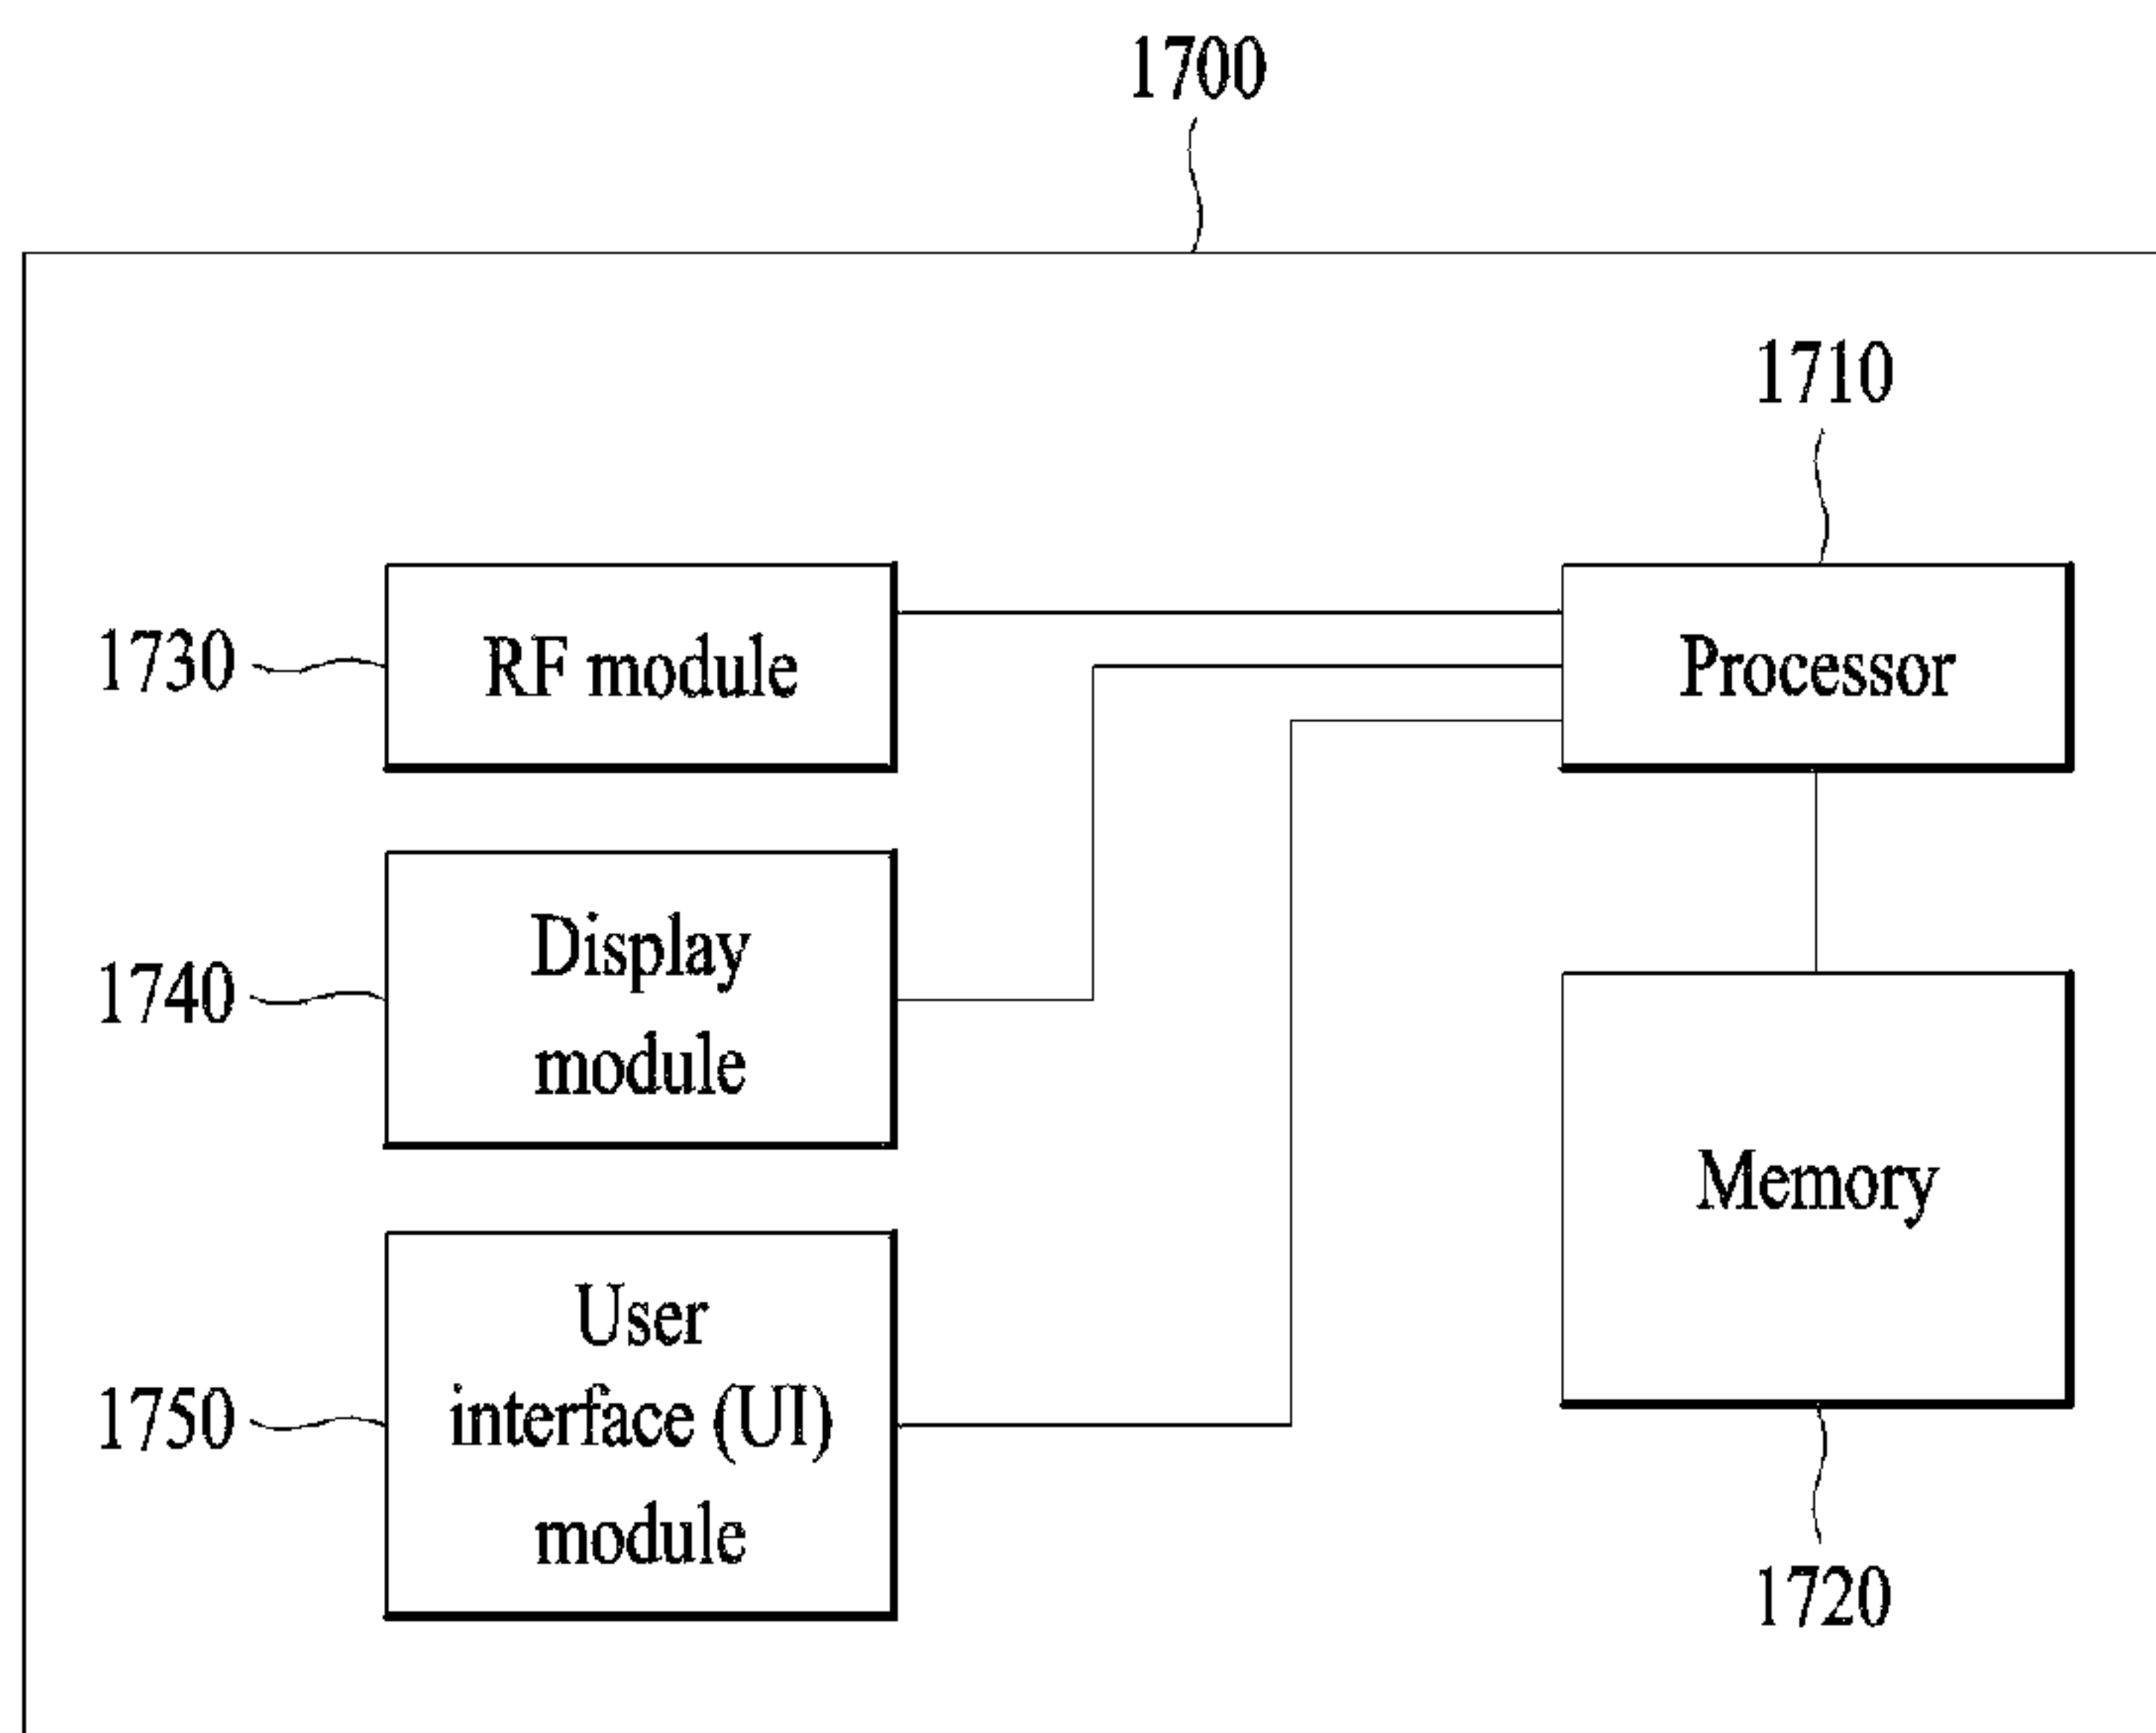 1700
1710
1730
RF module
Processor
1740
Display
module
Memory
1750
User
interface (UI)
module
1720